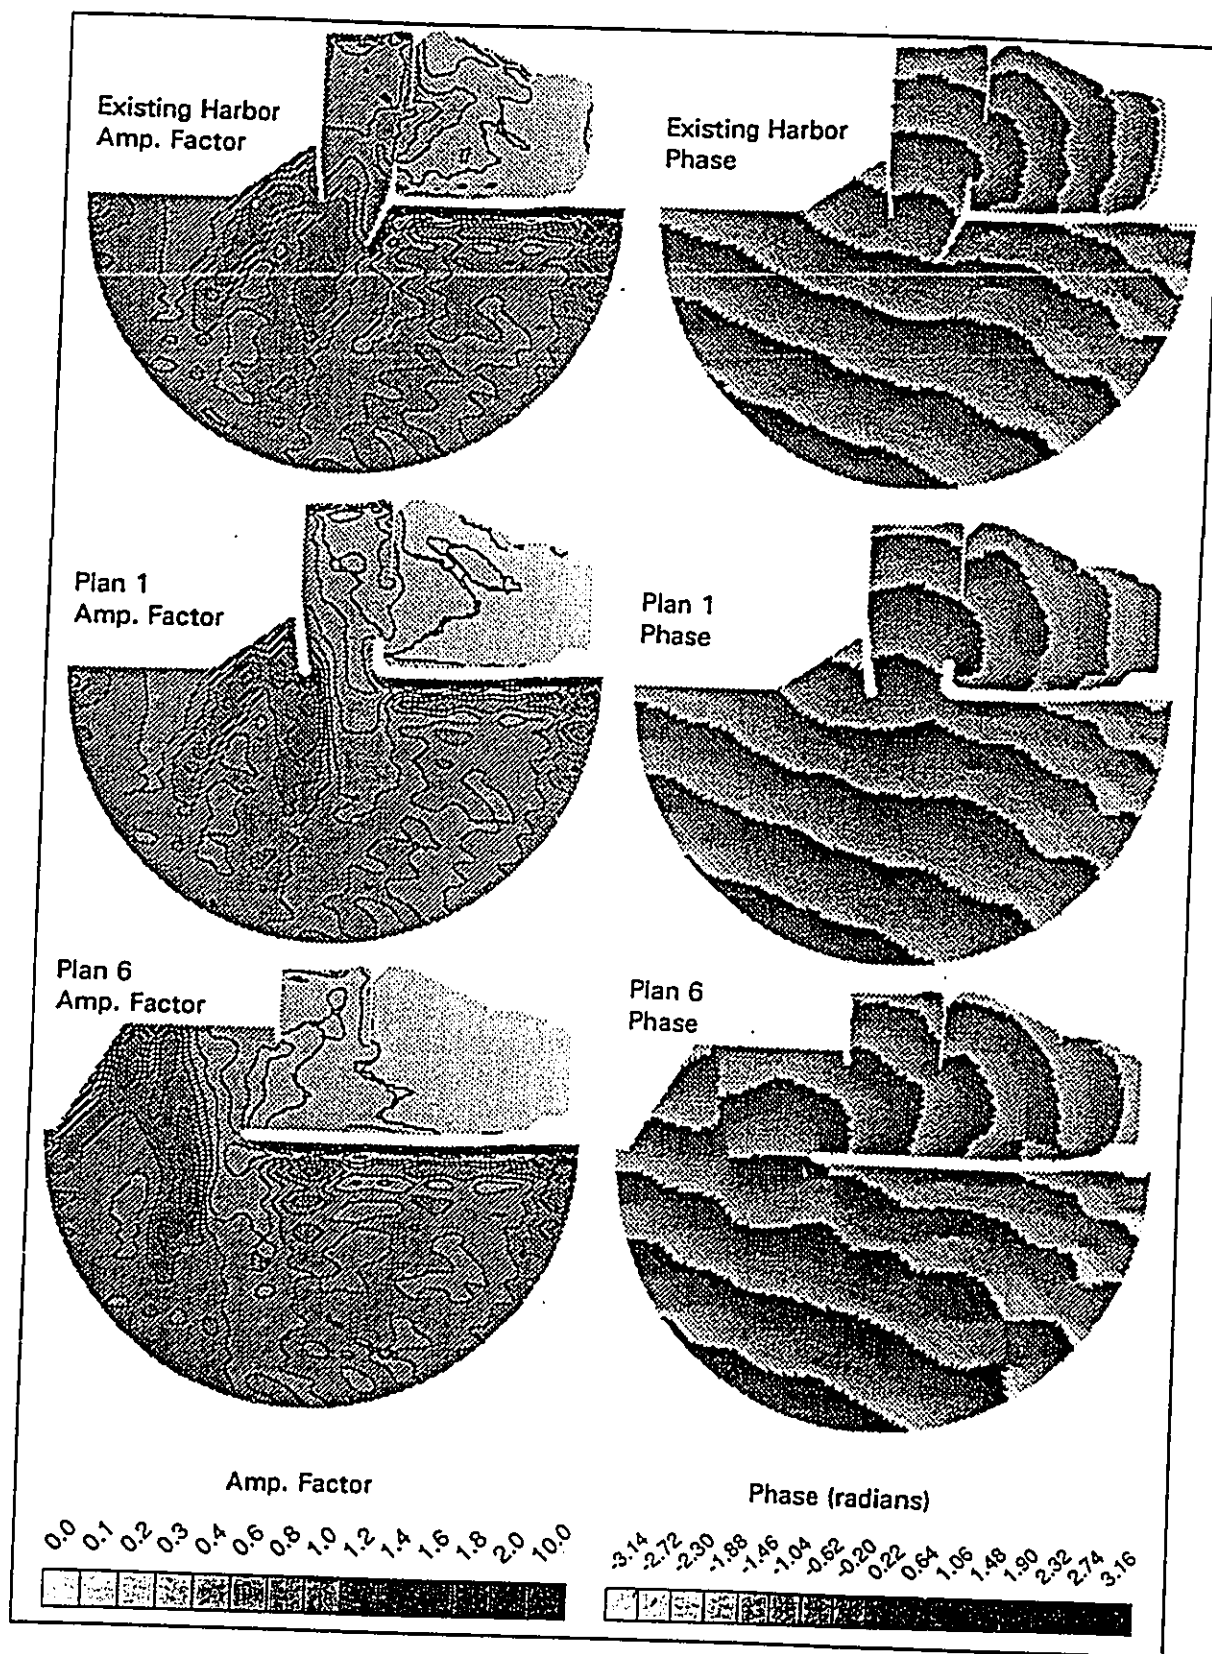 Existing Harbor
Amp. Factor
Existing Harbor
Phase
Plan 1
Amp. Factor
Plan 1
Phase
Plan 6
Amp. Factor
Plan 6
Phase
Amp. Factor
0.0 0.1 0.2 0.3 0.4 0.6 0.8 1.0 1.2 1.4 1.6 1.8 2.0 10.0
Phase (radians)
-3.14 -2.72 -2.30 -1.88 -1.46 -1.04 -0.62 -0.20 0.22 0.64 1.06 1.48 1.90 2.32 2.74 3.16